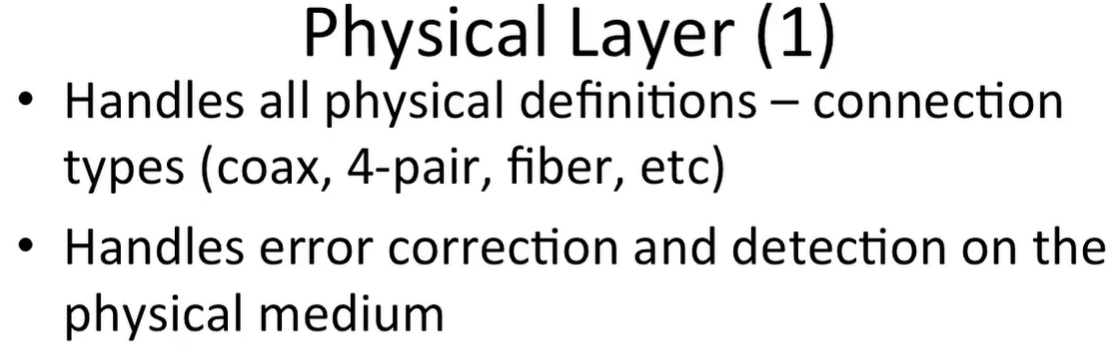 Physical Layer (1)
• Handles all physical definitions – connection
types (coax, 4-pair, fiber, etc)
• Handles error correction and detection on the
physical medium